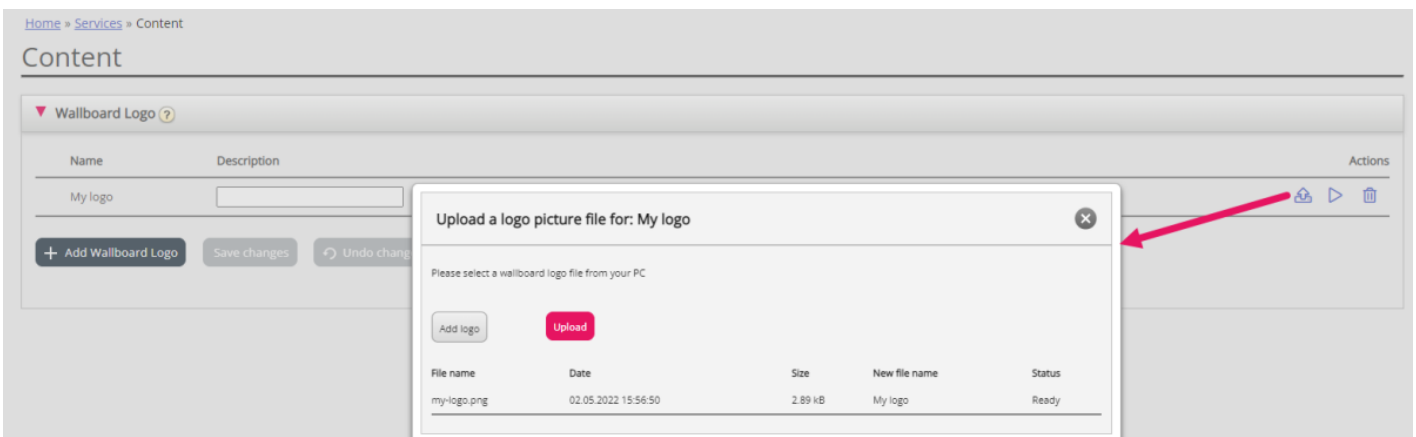 Home » Services » Content
Content
Wallboard Logo ?
Name Description Actions
My logo
Upload a logo picture file for: My logo
+ Add Wallboard Logo Save changes Undo chang
Please select a wallboard logo file from your PC
Add logo Upload
File name Date Size New file name Status
my-logo.png 02.05.2022 15:56:50 2.89 kB My logo Ready